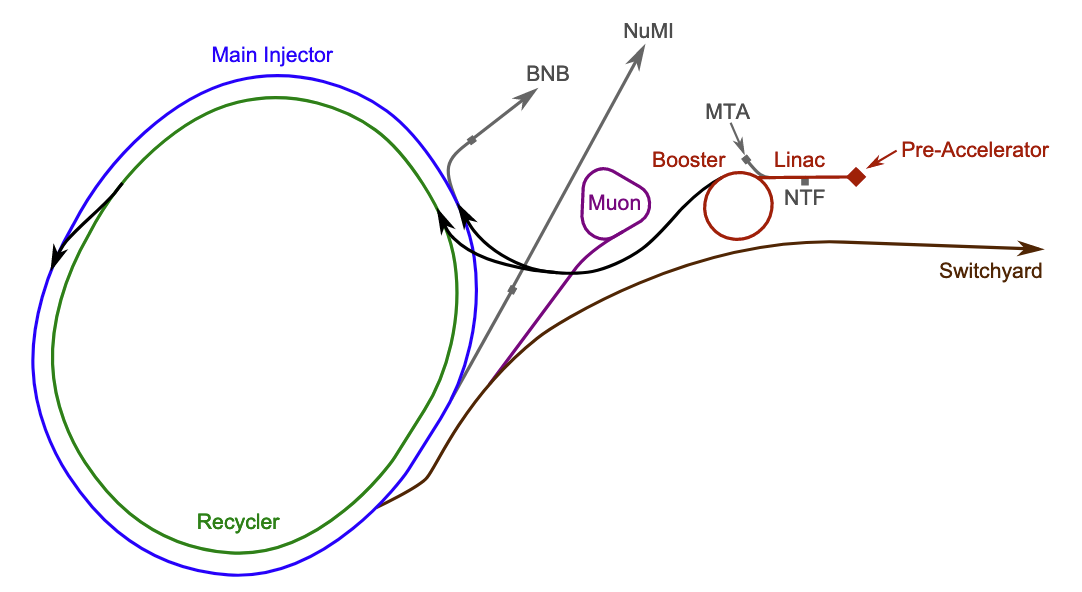 NuMI
Main Injector
BNB
MTA
Booster
Linac
Pre-Accelerator
NTF
Muon
Switchyard
Recycler